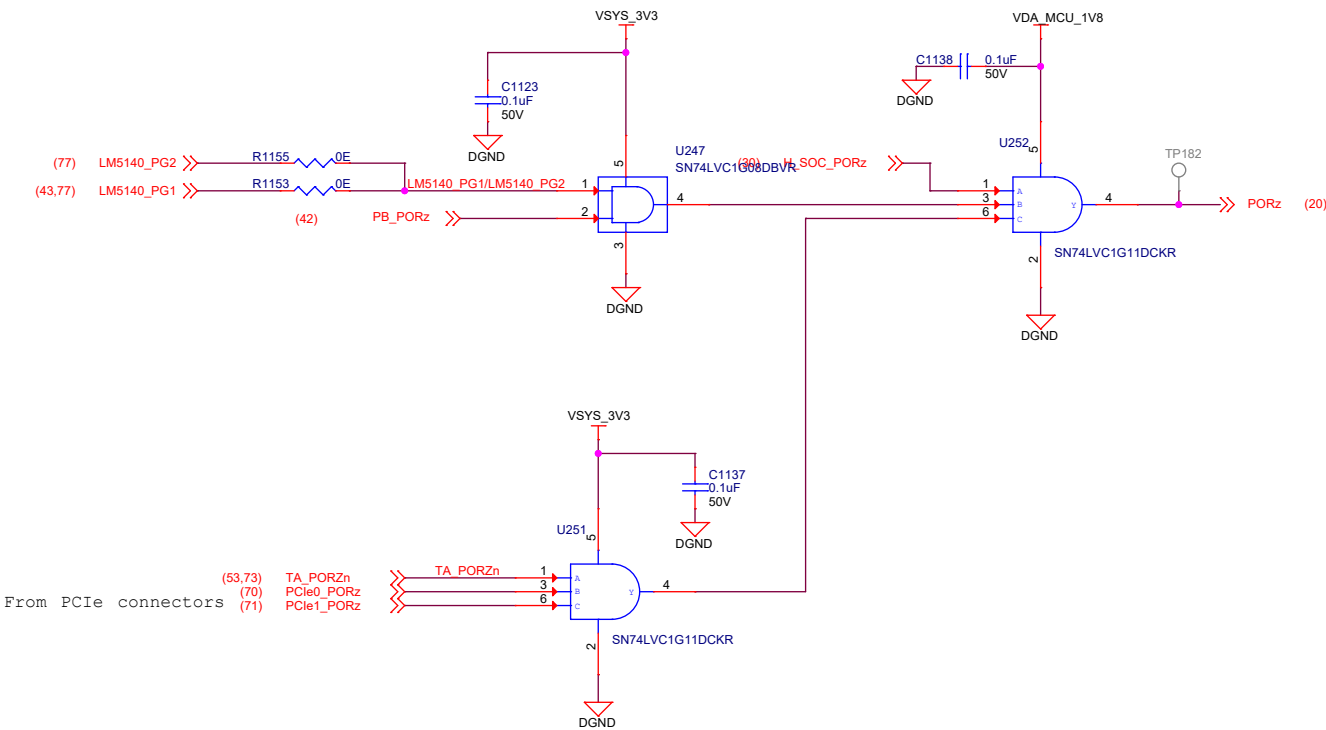 VSYS_3V3
VDA_MCU_1V8
C1138
0.1uF
50V
DGND
C1123
0.1uF
50V
DGND
U247
SN74LVC1G08DBVR
5
(77) LM5140_PG2
R1155
0E
(43,77) LM5140_PG1
R1153
0E
LM5140_PG1/LM5140_PG2
1
(42)
PB_PORz
2
4
3
DGND
(30)
H_SOC_PORz
U252
5
1
A
3
B
6
C
Y
4
TP182
PORz (20)
SN74LVC1G11DCKR
2
DGND
VSYS_3V3
C1137
0.1uF
50V
DGND
U251
5
(53,73) TA_PORZn
TA_PORZn
1
A
From PCIe connectors
(70) PCIe0_PORz
3
B
(71) PCIe1_PORz
6
C
Y
4
SN74LVC1G11DCKR
2
DGND